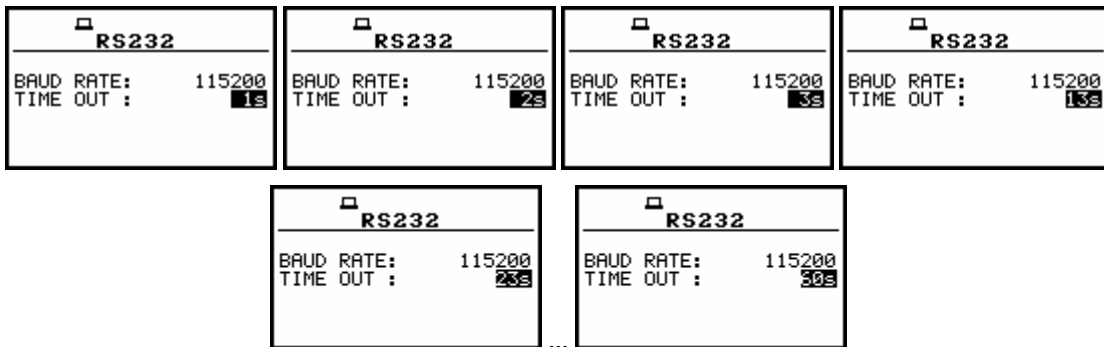 RS232
BAUD RATE: 115200
TIME OUT : 1s
RS232
BAUD RATE: 115200
TIME OUT : 2s
RS232
BAUD RATE: 115200
TIME OUT : 3s
RS232
BAUD RATE: 115200
TIME OUT : 13s
RS232
BAUD RATE: 115200
TIME OUT : 23s
...
RS232
BAUD RATE: 115200
TIME OUT : 60s